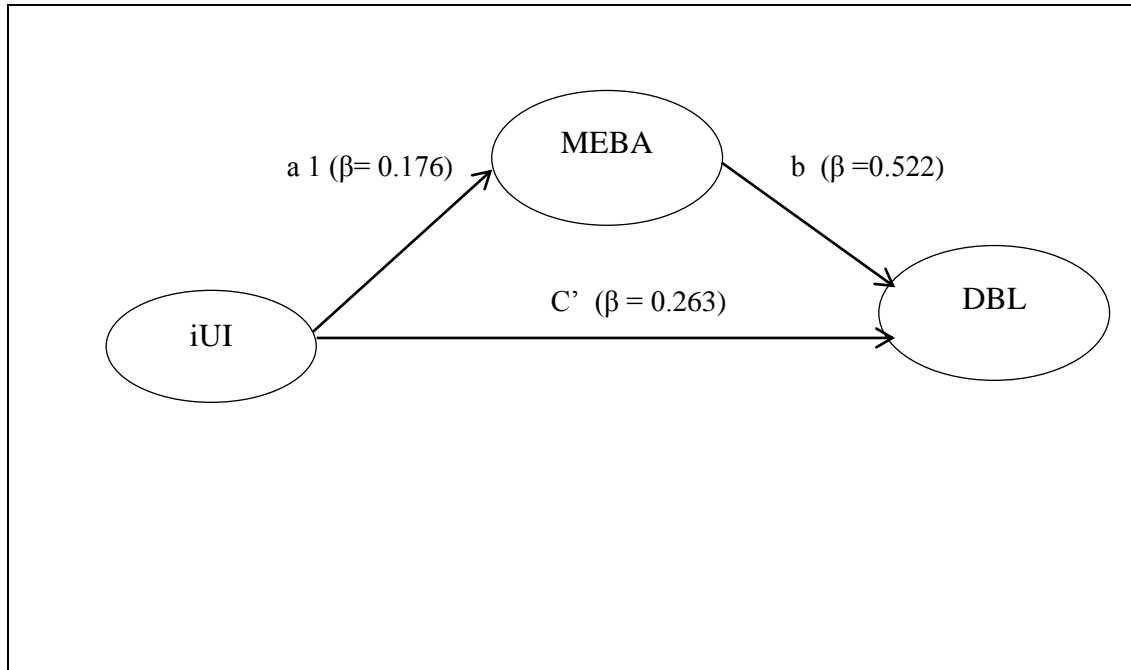 MEBA
a 1 (β= 0.176)
b  (β =0.522)
C’  (β = 0.263)
DBL
iUI